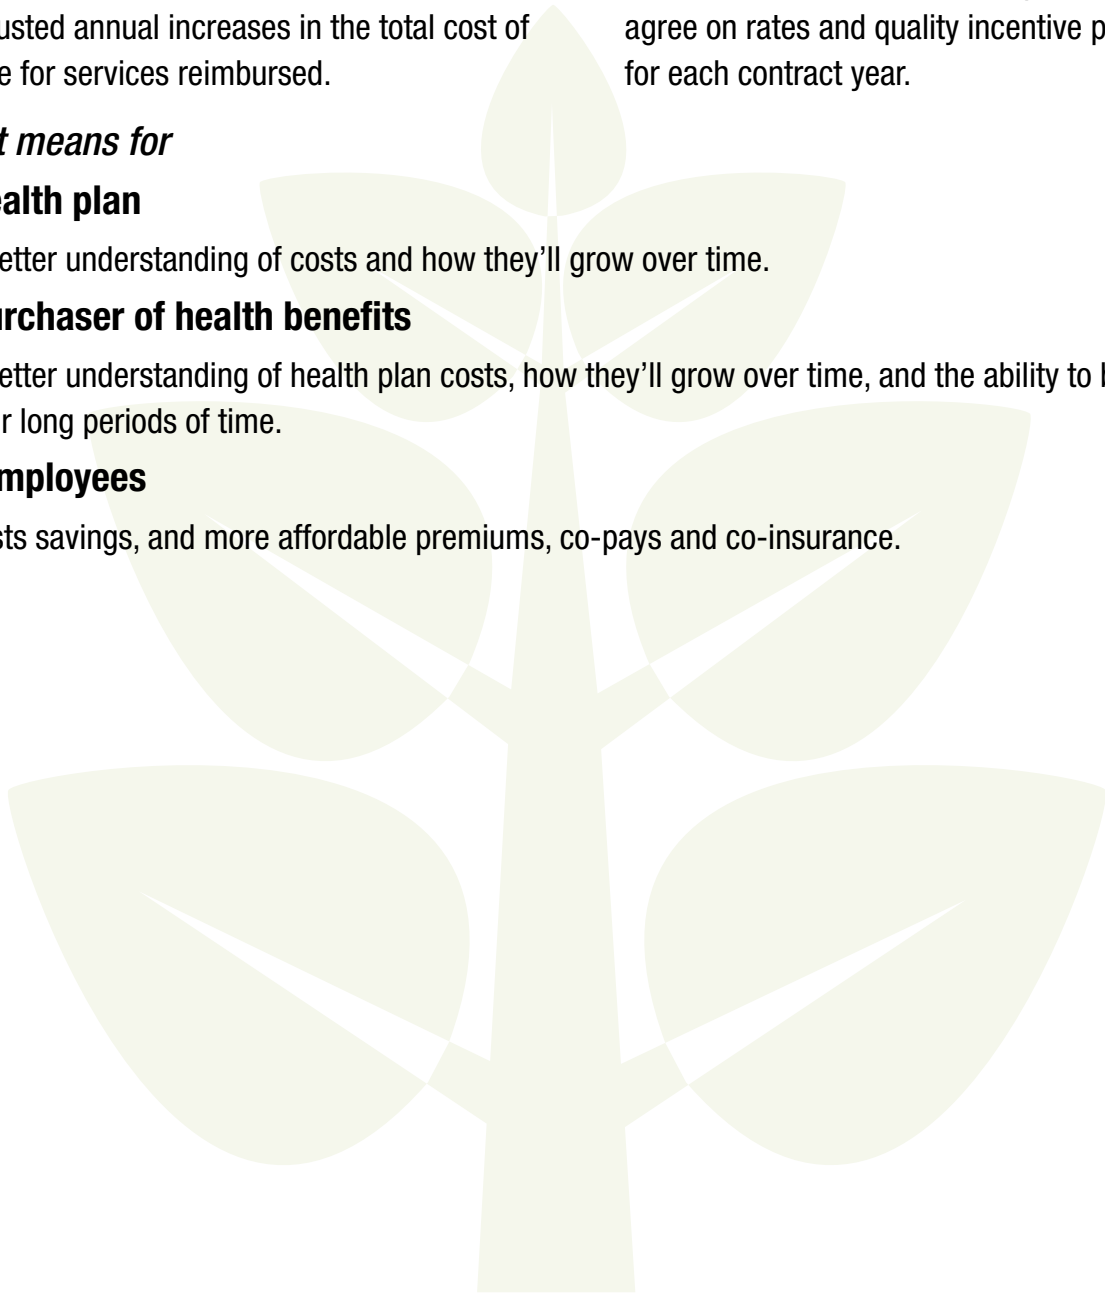 usted annual increases in the total cost of
e for services reimbursed.
agree on rates and quality incentive p
for each contract year.
t means for
ealth plan
etter understanding of costs and how they'll grow over time.
urchaser of health benefits
etter understanding of health plan costs, how they'll grow over time, and the ability to b
r long periods of time.
mployees
sts savings, and more affordable premiums, co-pays and co-insurance.